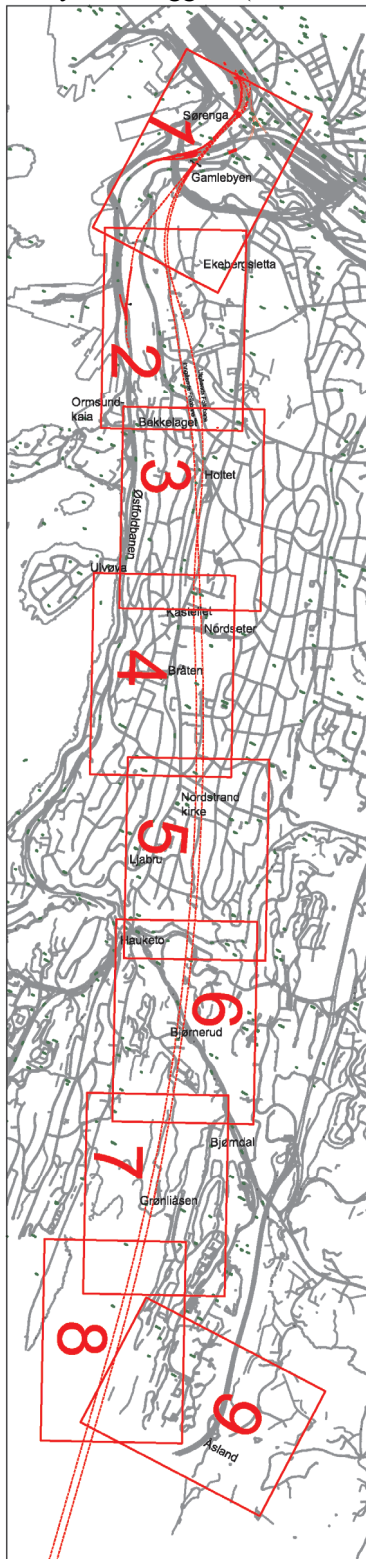 Sørenga
1
Gamlebyen
Ekebergsletta
2
Ormsund-
kaia
Bekkelaget
3
Holtet
Østfoldbanen
Ulvøya
Kastellet
Nordseter
4
Bråten
Nordstrand
kirke
5
Ljabru
Hauketo
6
Bjørnerud
Bjørndal
7
Grønliåsen
8
9
Åsland